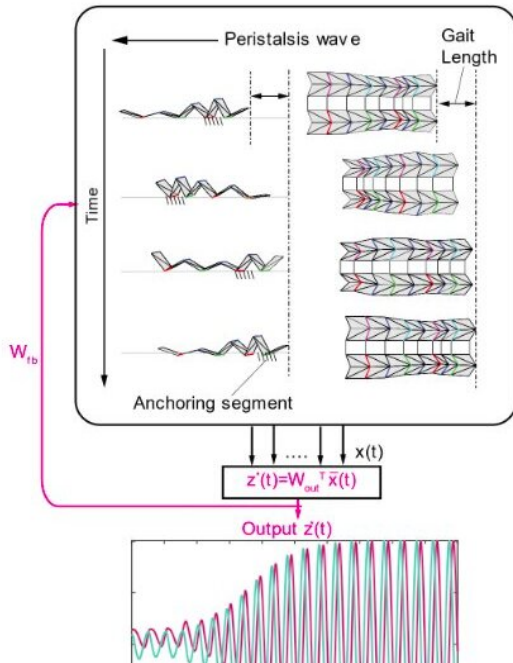 Peristalsis wave
Gait
Length
Time
Anchoring segment
W_fb
x(t)
z*(t)=W_out^T x̄(t)
Output z*(t)